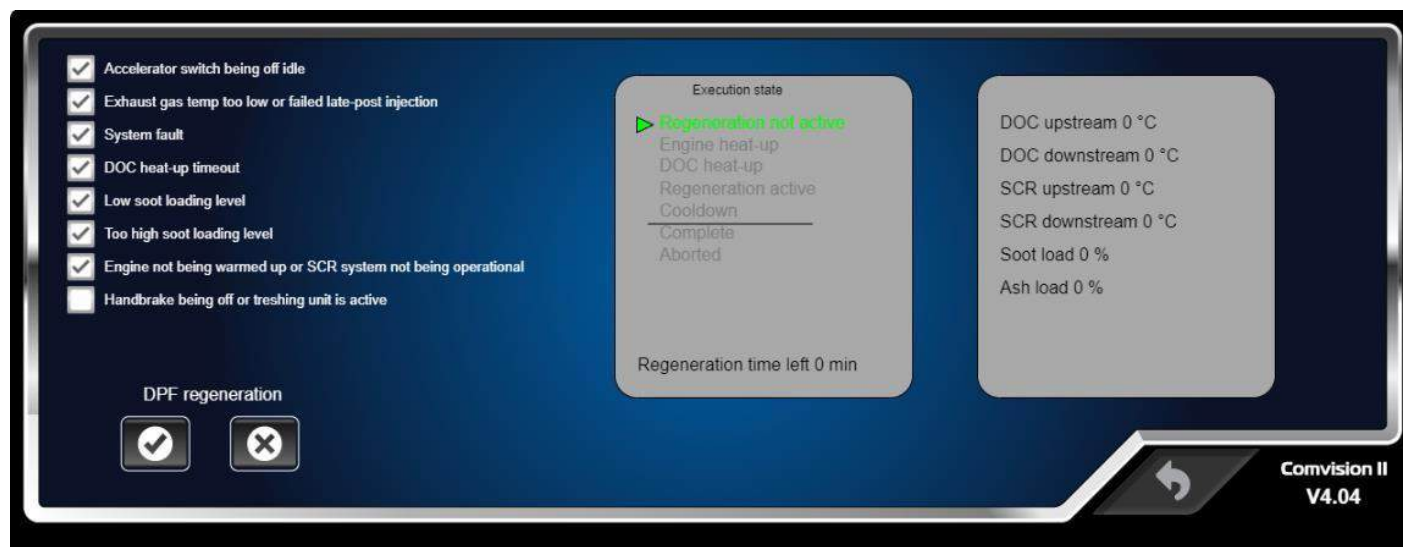 Accelerator switch being off idle
Exhaust gas temp too low or failed late-post injection
System fault
DOC heat-up timeout
Low soot loading level
Too high soot loading level
Engine not being warmed up or SCR system not being operational
Handbrake being off or treshing unit is active
DPF regeneration
Execution state
Regeneration not active
Engine heat-up
DOC heat-up
Regeneration active
Cooldown
Complete
Aborted
Regeneration time left 0 min
DOC upstream 0 °C
DOC downstream 0 °C
SCR upstream 0 °C
SCR downstream 0 °C
Soot load 0 %
Ash load 0 %
Comvision II
V4.04